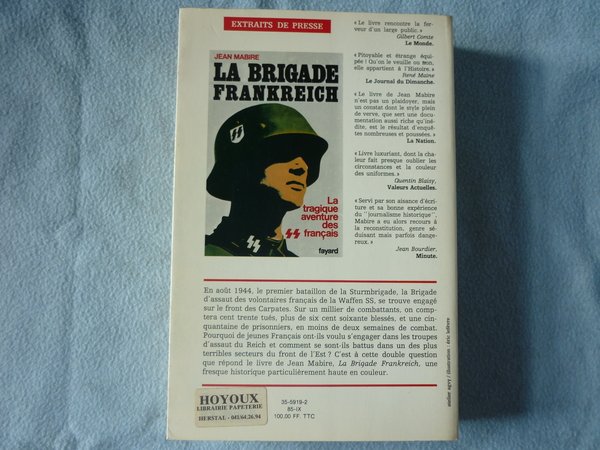 EXTRAITS DE PRESSE
JEAN MABIRE
LA BRIGADE
FRANKREICH
La
tragique
aventure
des
SS français
fayard
« Le livre rencontre la fer-
veur d'un large public. »
Gilbert Comte
Le Monde.
« Pitoyable et étrange équi-
pée ! Qu'on le veuille ou non,
elle appartient à l'Histoire. »
René Maine
Le Journal du Dimanche.
« Le livre de Jean Mabire
n'est pas un plaidoyer, mais
un constat dont le style plein
de verve, que sert une docu-
mentation aussi riche qu'iné-
dite, est le résultat d'enquê-
tes nombreuses et poussées. »
La Nation.
« Livre luxuriant, dont la cha-
leur fait presque oublier les
circonstances et la couleur
des uniformes. »
Quentin Blaisy,
Valeurs Actuelles.
« Servi par son aisance d'écri-
ture et sa bonne expérience
du "journalisme historique",
Mabire a eu alors recours à
la reconstitution, genre sé-
duisant mais parfois dange-
reux. »
Jean Bourdier,
Minute.
En août 1944, le premier bataillon de la Sturmbrigade, la Brigade
d'assaut des volontaires français de la Waffen SS, se trouve engagé
sur le front des Carpates. Sur un millier de combattants, on comp-
tera cent trente tués, plus de six cent soixante blessés, et une cin-
quantaine de prisonniers, en moins de deux semaines de combat.
Pourquoi de jeunes Français ont-ils voulu s'engager dans les troupes
d'assaut du Reich et comment se sont-ils battus dans un des plus
terribles secteurs du front de l'Est ? C'est à cette double question
que répond le livre de Jean Mabire, La Brigade Frankreich, une
fresque historique particulièrement haute en couleur.
HOYOUX
LIBRAIRIE PAPETERIE
HERSTAL - 041/64.26.94
35-5919-2
85-IX
100,00 FF TTC